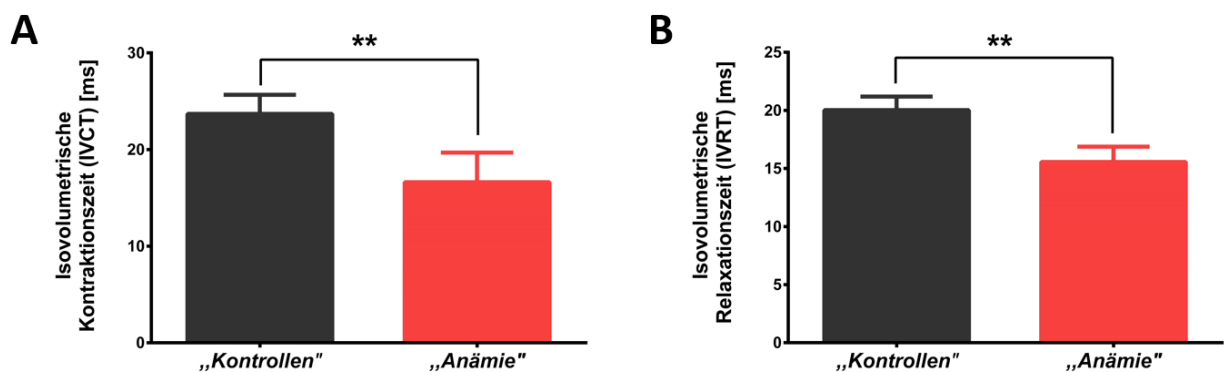 A
Isovolumetrische
Kontraktionszeit (IVCT) [ms]
30
20
10
0
**
,,Kontrollen"
,,Anämie"
B
Isovolumetrische
Relaxationszeit (IVRT) [ms]
25
20
15
10
5
0
**
,,Kontrollen"
,,Anämie"